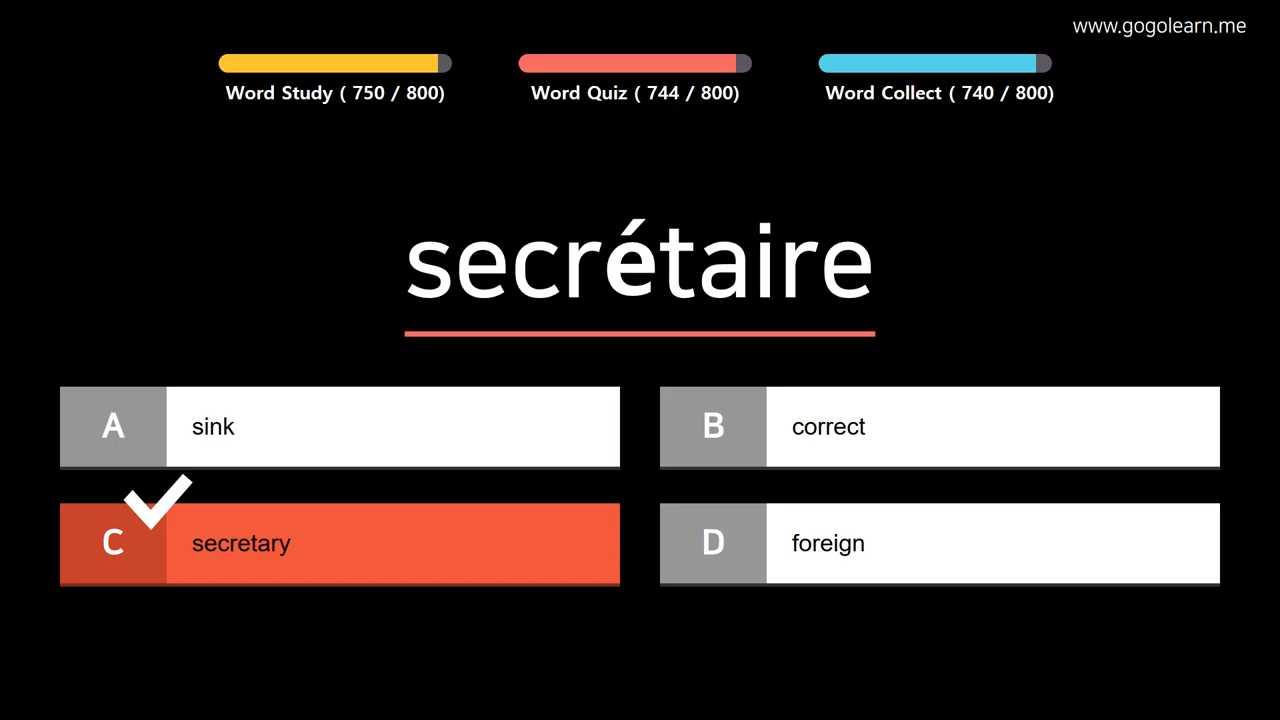 www.gogolearn.me
Word Study ( 750 / 800)
Word Quiz ( 744 / 800)
Word Collect ( 740 / 800)
secrétaire
A sink
B correct
C secretary
D foreign